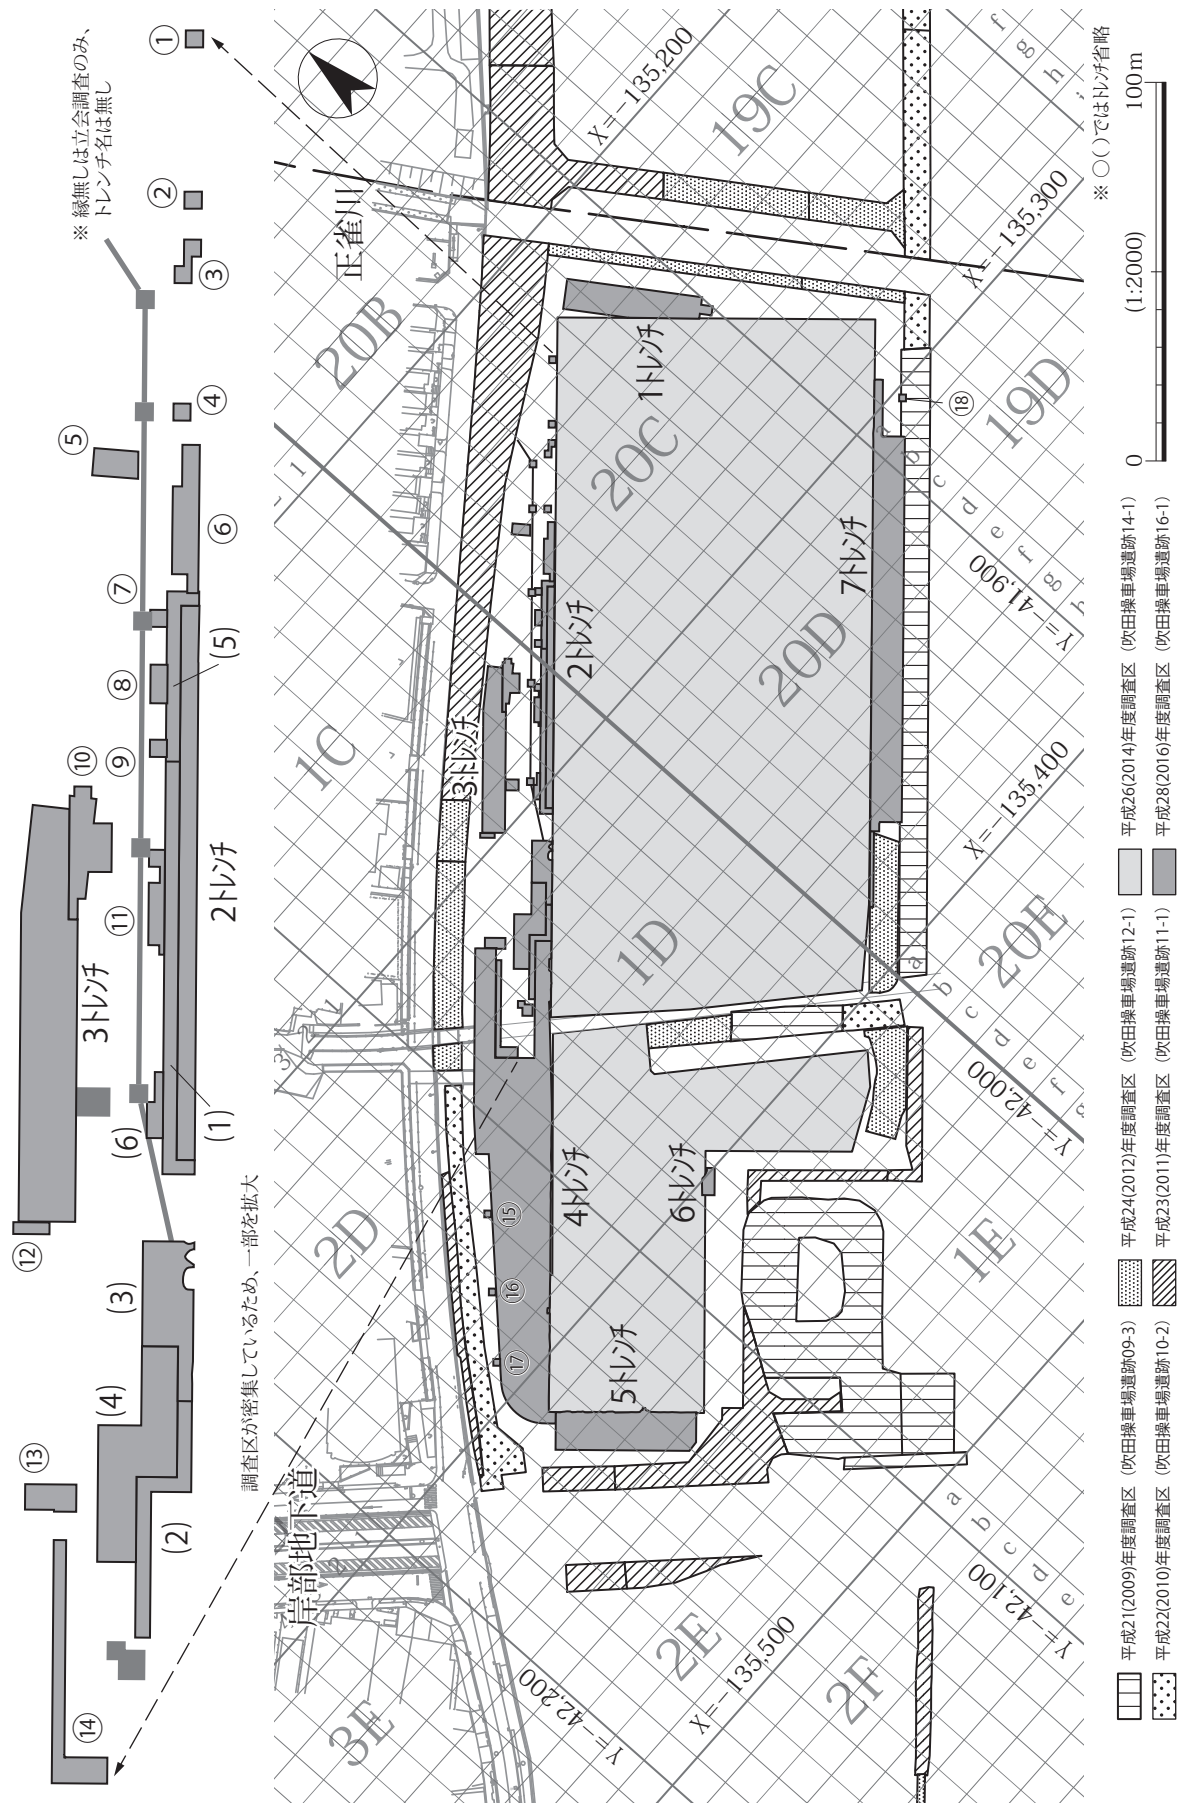 ※ 縁無しは立会調査のみ、
トレンチ名は無し
①
②
③
④
⑤
⑥
⑦
⑧
(5)
⑨
⑩
⑪
2トレンチ
3トレンチ
(1)
(6)
⑫
(3)
(4)
⑬
(2)
⑭
調査区が密集しているため、一部を拡大
正雀川
岸部地下道
20B
1C
2D
3E
19C
20C
1D
20D
19D
20E
1E
2E
2F
1トレンチ
2トレンチ
3トレンチ
4トレンチ
5トレンチ
6トレンチ
7トレンチ
⑮
⑯
⑰
⑱
X=-135,200
X=-135,300
X=-135,400
X=-135,500
Y=-41,900
Y=-42,000
Y=-42,100
Y=-42,200
f
g
h
a
b
c
d
e
f
g
h
a
b
c
d
e
f
g
a
b
c
d
e
1
3
2
1
※ ○( )ではトレンチ省略
0 (1:2000) 100m
平成21(2009)年度調査区 (吹田操車場遺跡09-3)
平成22(2010)年度調査区 (吹田操車場遺跡10-2)
平成24(2012)年度調査区 (吹田操車場遺跡12-1)
平成23(2011)年度調査区 (吹田操車場遺跡11-1)
平成26(2014)年度調査区 (吹田操車場遺跡14-1)
平成28(2016)年度調査区 (吹田操車場遺跡16-1)